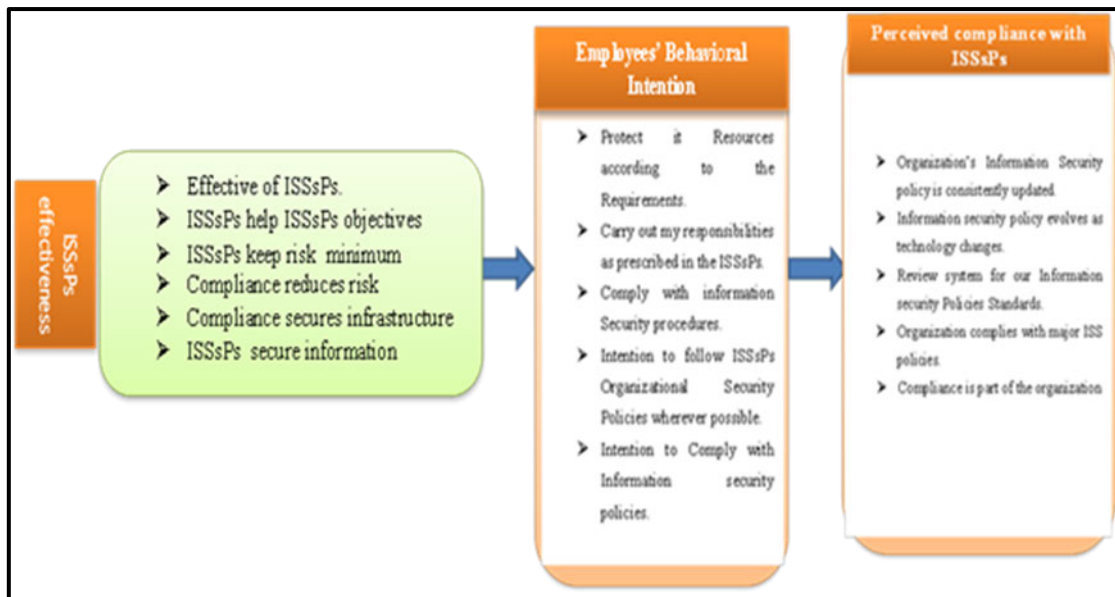 ISSsPs
effectiveness
Effective of ISSsPs.
ISSsPs help ISSsPs objectives
ISSsPs keep risk minimum
Compliance reduces risk
Compliance secures infrastructure
ISSsPs secure information
Employees' Behavioral
Intention
Protect it Resources
according to the
Requirements.
Carry out my responsibilities
as prescribed in the ISSsPs.
Comply with information
Security procedures.
Intention to follow ISSsPs
Organizational Security
Policies wherever possible.
Intention to Comply with
Information security
policies.
Perceived compliance with
ISSsPs
Organization's Information Security
policy is consistently updated.
Information security policy evolves as
technology changes.
Review system for our Information
security Policies Standards.
Organization complies with major ISS
policies.
Compliance is part of the organization